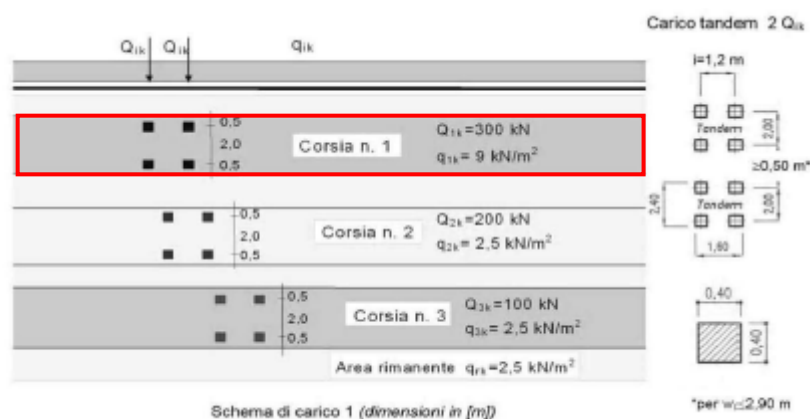 Carico tandem 2 Qik
Qik Qik qik
i=1,2 m
0,5
2,0
0,5
Corsia n. 1
Q1k=300 kN
q1k= 9 kN/m²
Tandem
2,00
≥0,50 m*
0,5
2,0
0,5
Corsia n. 2
Q2k=200 kN
q2k= 2,5 kN/m²
2,40
Tandem
2,00
1,60
0,5
2,0
0,5
Corsia n. 3
Q3k=100 kN
q3k= 2,5 kN/m²
0,40
0,40
Area rimanente qrk=2,5 kN/m²
*per wl≤2,90 m
Schema di carico 1 (dimensioni in [m])